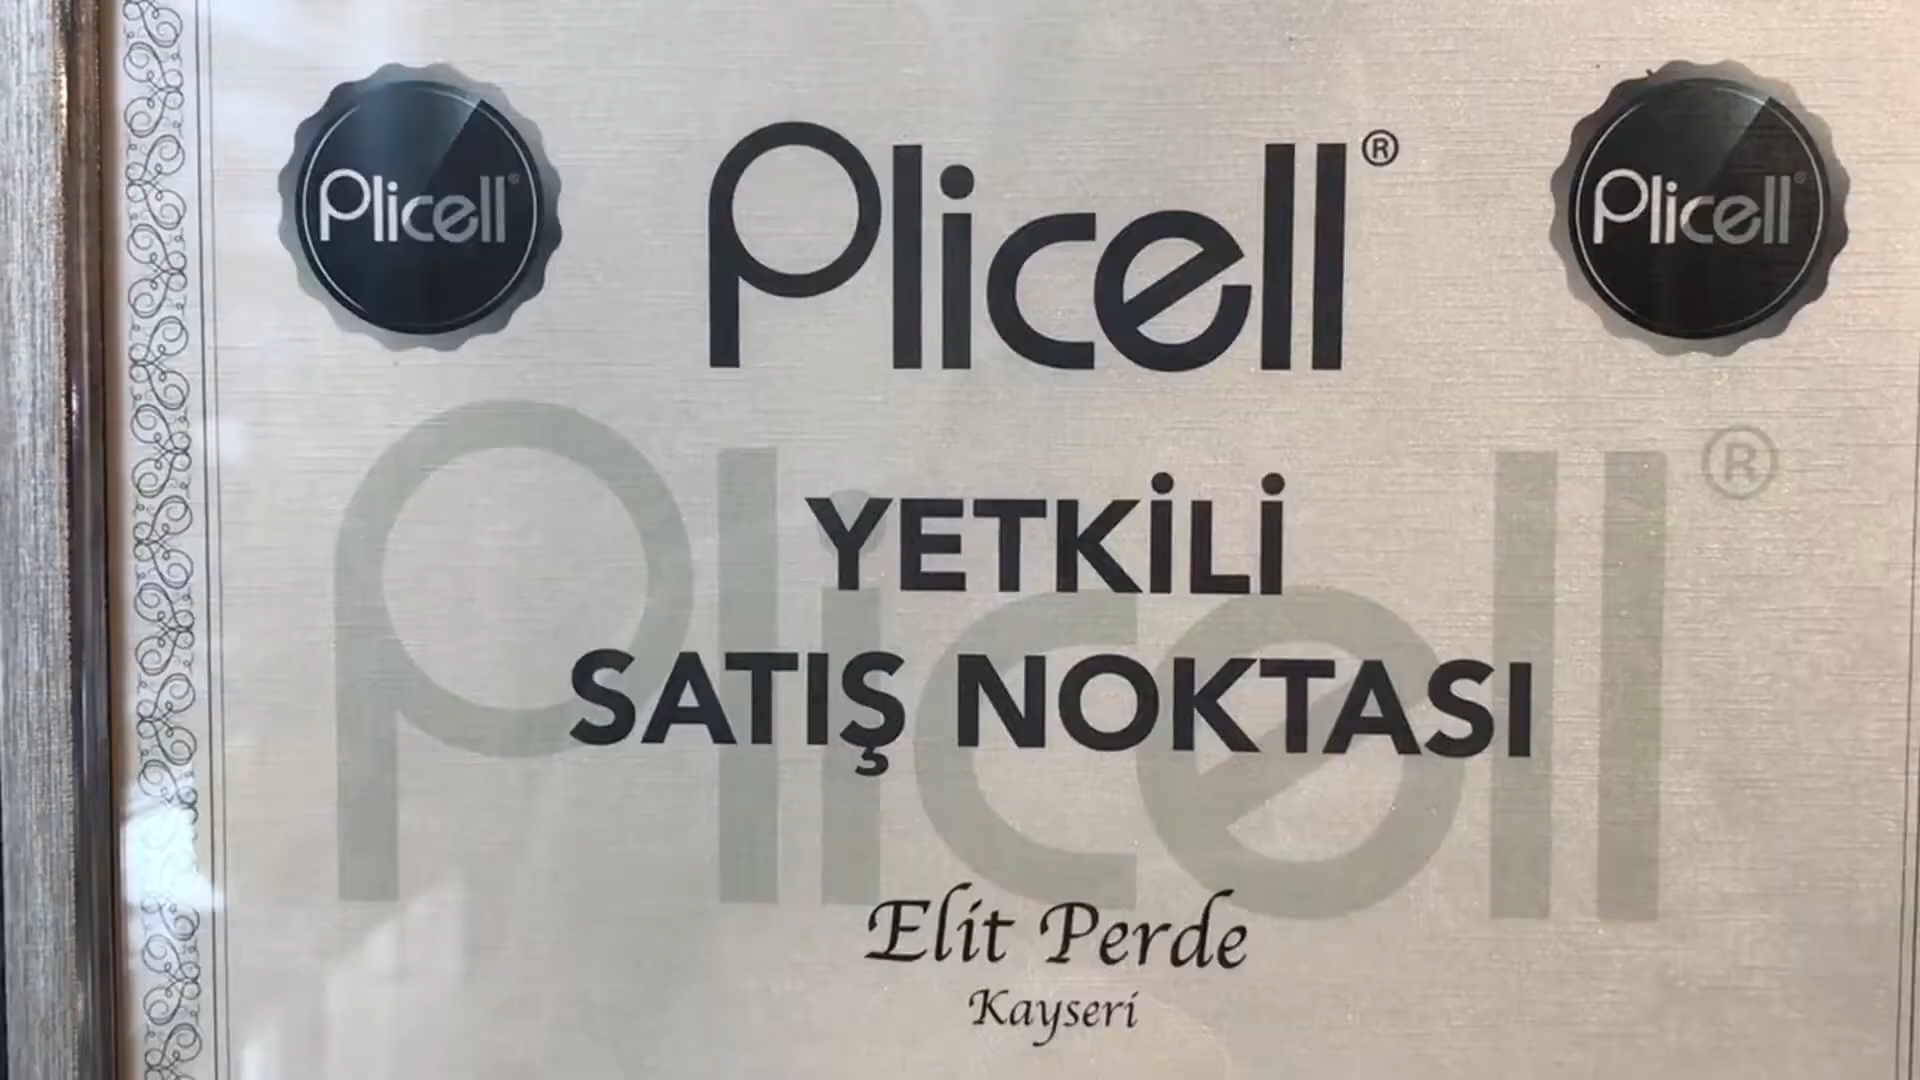 Plicell®
Plicell®
Plicell®
Plicell®
YETKİLİ
SATIŞ NOKTASI
Elit Perde
Kayseri